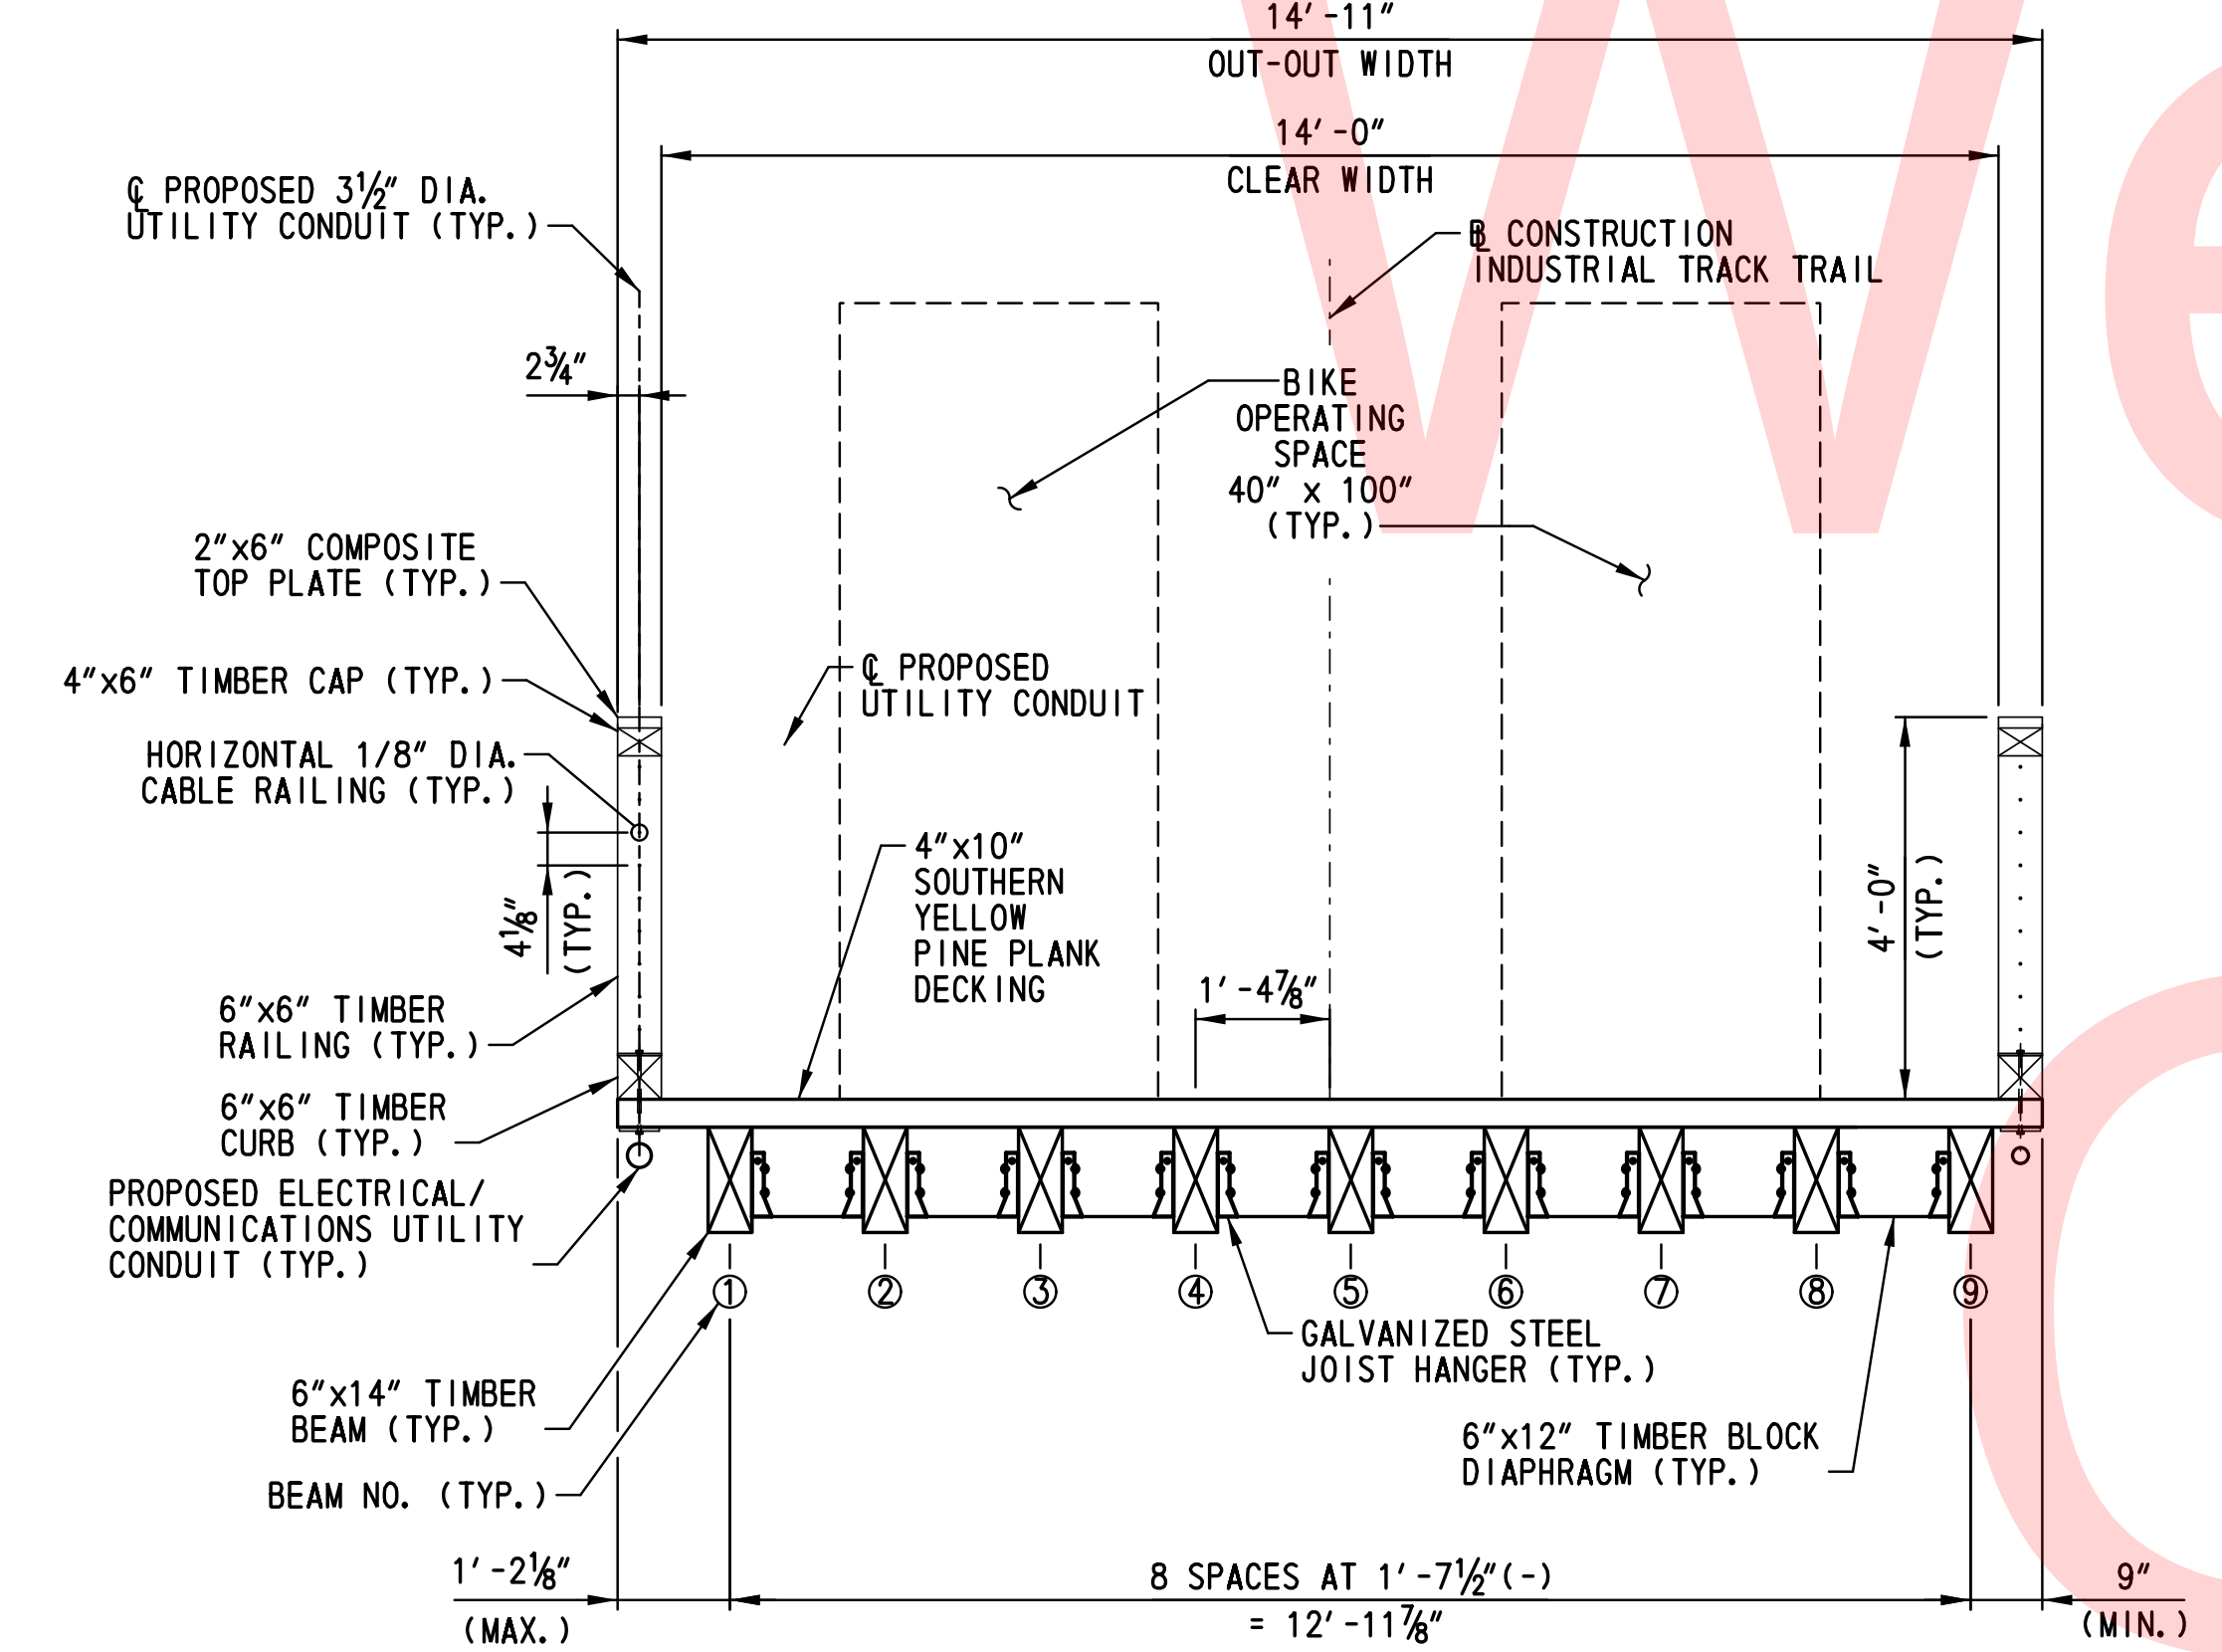 14'-11"
OUT-OUT WIDTH
14'-0"
CLEAR WIDTH
℄ PROPOSED 3½" DIA.
UTILITY CONDUIT (TYP.)
BL CONSTRUCTION
INDUSTRIAL TRACK TRAIL
2¾"
BIKE
OPERATING
SPACE
40" x 100"
(TYP.)
2"x6" COMPOSITE
TOP PLATE (TYP.)
4"x6" TIMBER CAP (TYP.)
℄ PROPOSED
UTILITY CONDUIT
HORIZONTAL 1/8" DIA.
CABLE RAILING (TYP.)
4⅛"
(TYP.)
4"x10"
SOUTHERN
YELLOW
PINE PLANK
DECKING
1'-4⅞"
4'-0"
(TYP.)
6"x6" TIMBER
RAILING (TYP.)
6"x6" TIMBER
CURB (TYP.)
PROPOSED ELECTRICAL/
COMMUNICATIONS UTILITY
CONDUIT (TYP.)
1 2 3 4 5 6 7 8 9
GALVANIZED STEEL
JOIST HANGER (TYP.)
6"x14" TIMBER
BEAM (TYP.)
6"x12" TIMBER BLOCK
DIAPHRAGM (TYP.)
BEAM NO. (TYP.)
1'-2⅛"
(MAX.)
8 SPACES AT 1'-7½"(-)
= 12'-11⅞"
9"
(MIN.)